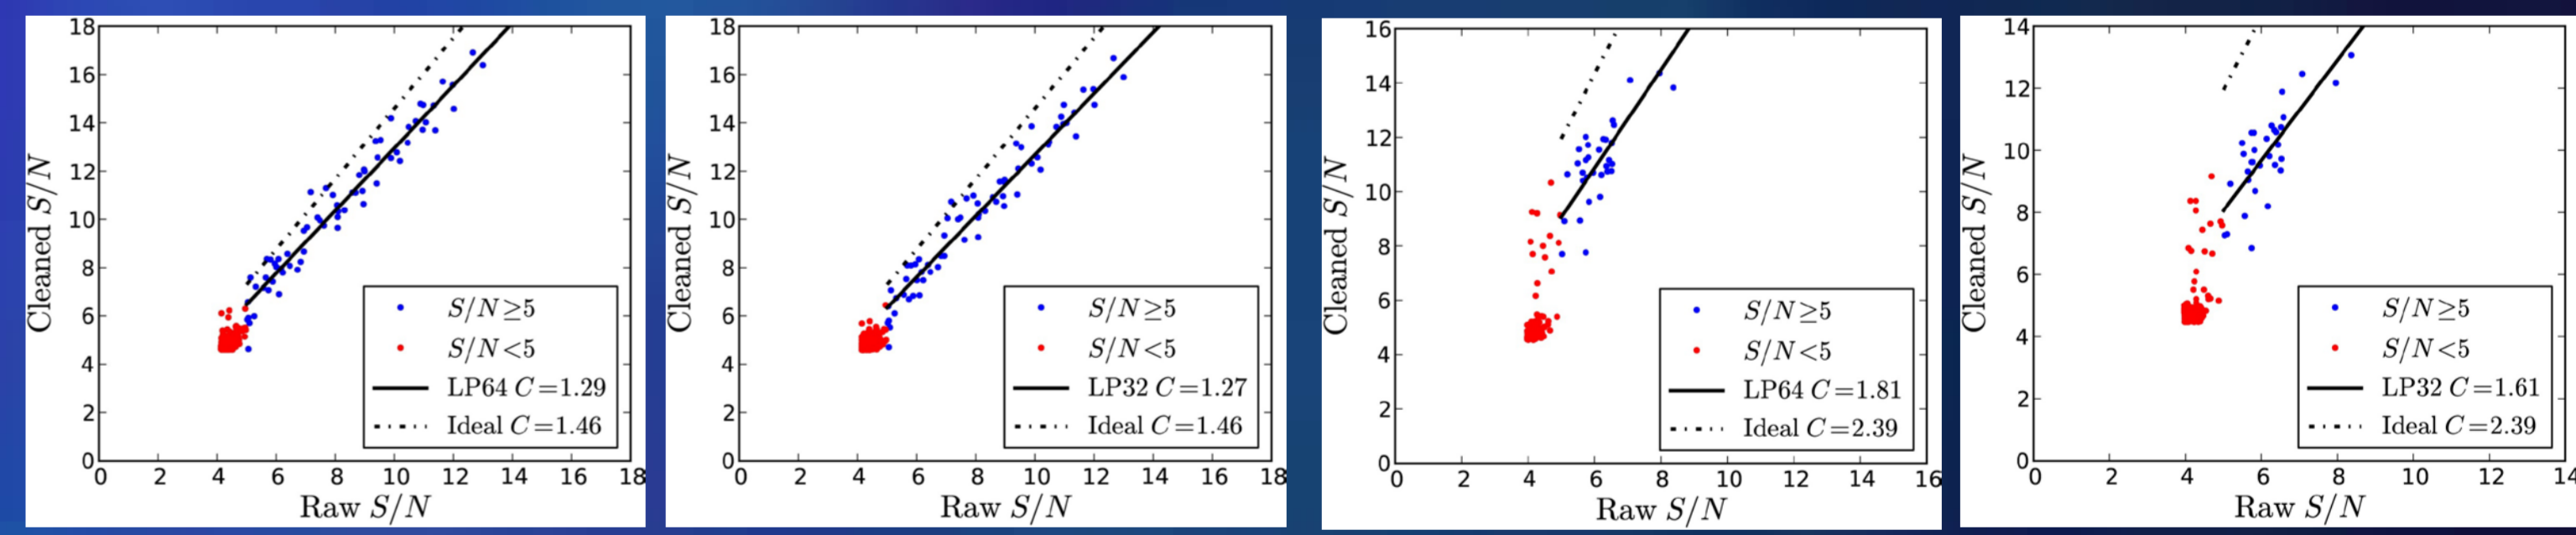 18
16
14
12
10
8
6
4
2
0
Cleaned S/N
S/N≥5
S/N<5
LP64 C=1.29
Ideal C=1.46
0 2 4 6 8 10 12 14 16 18
Raw S/N
18
16
14
12
10
8
6
4
2
0
Cleaned S/N
S/N≥5
S/N<5
LP32 C=1.27
Ideal C=1.46
0 2 4 6 8 10 12 14 16 18
Raw S/N
16
14
12
10
8
6
4
2
0
Cleaned S/N
S/N≥5
S/N<5
LP64 C=1.81
Ideal C=2.39
0 2 4 6 8 10 12 14 16
Raw S/N
14
12
10
8
6
4
2
0
Cleaned S/N
S/N≥5
S/N<5
LP32 C=1.61
Ideal C=2.39
0 2 4 6 8 10 12 14
Raw S/N